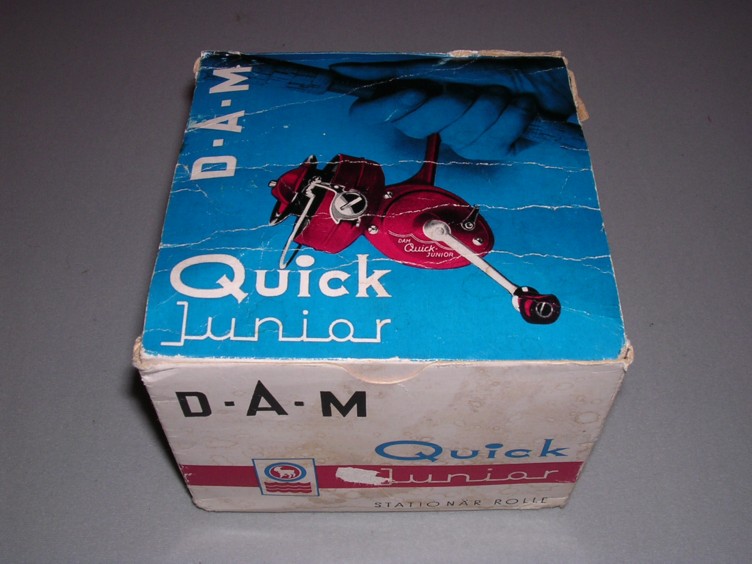 D·A·M
DAM
Quick
JUNIOR
Quick
Junior
D·A·M
Quick
Junior
STATIONÄR ROLLE